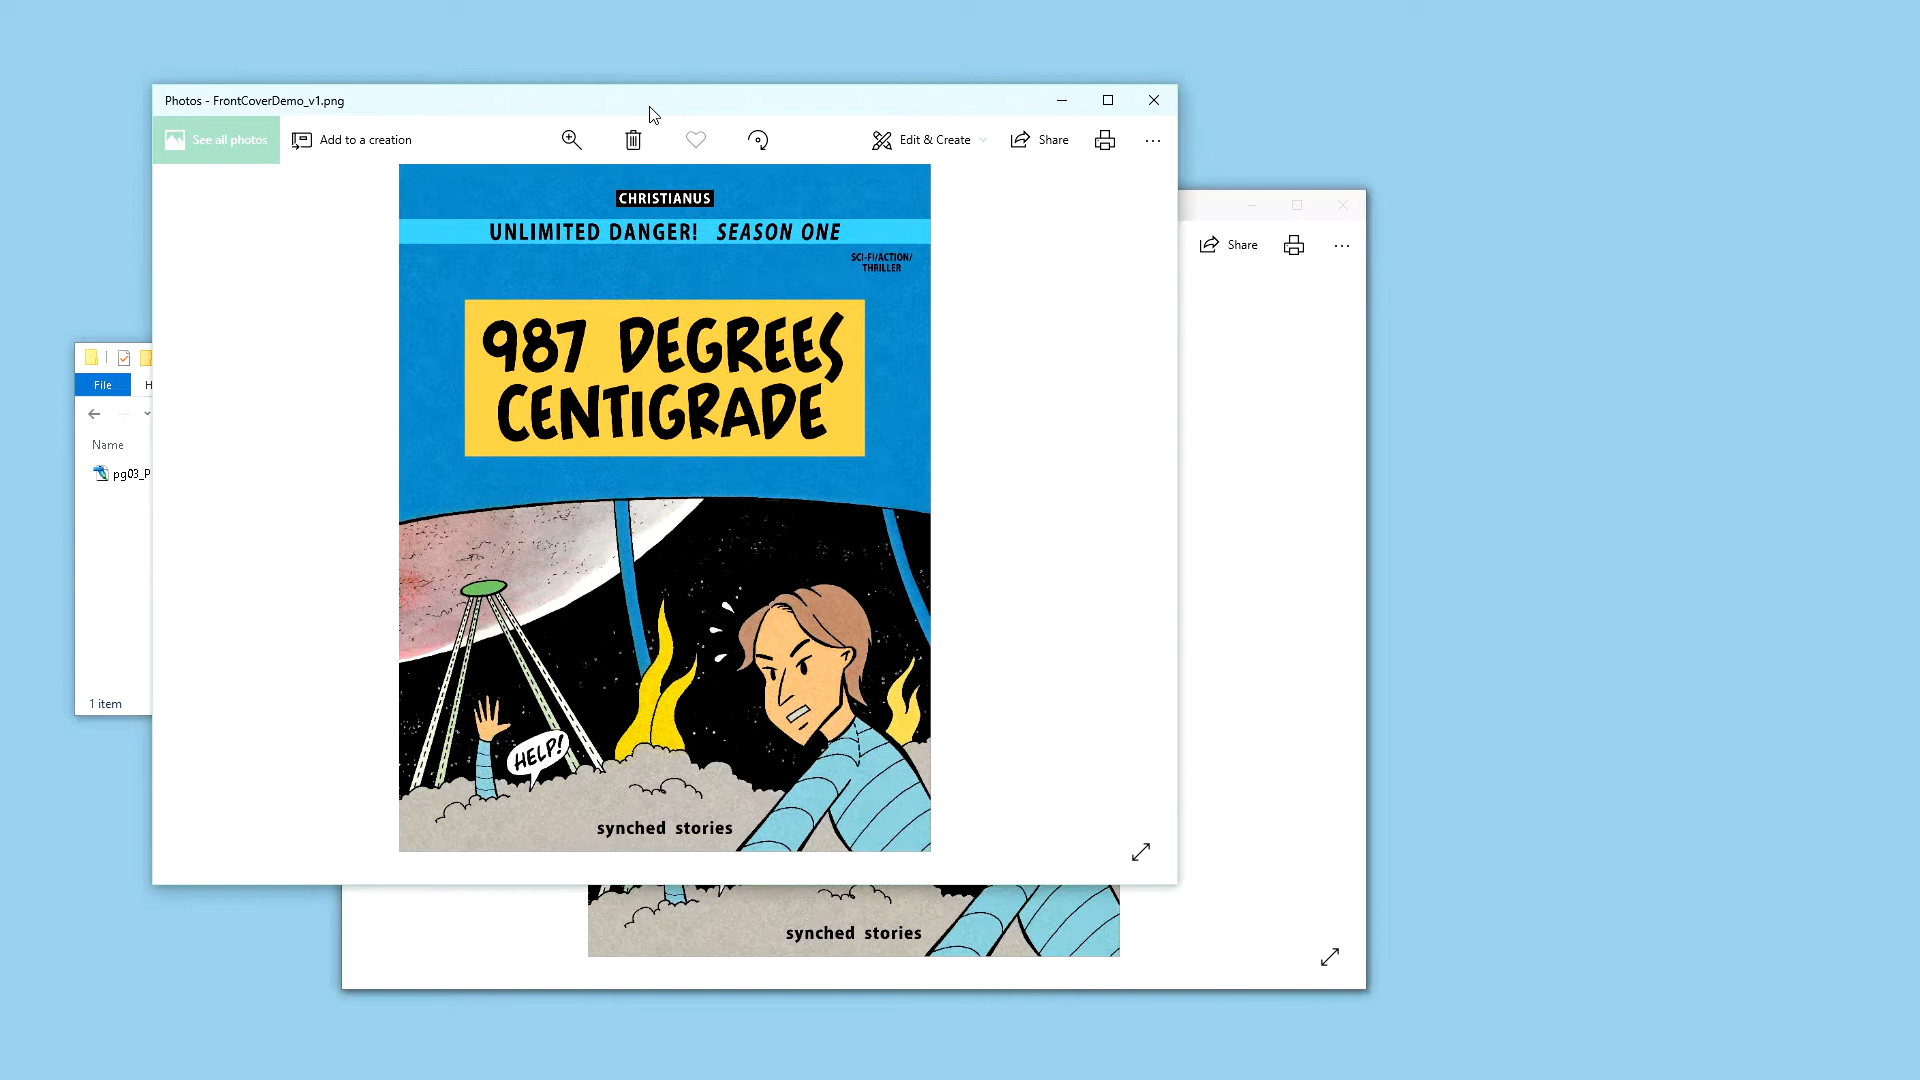 Photos - FrontCoverDemo_v1.png
See all photos
Add to a creation
Edit & Create
Share
CHRISTIANUS
UNLIMITED DANGER! SEASON ONE
SCI-FI/ACTION/
THRILLER
987 DEGREES
CENTIGRADE
HELP!
synched stories
Share
synched stories
File
H
Name
pg03_P
1 item